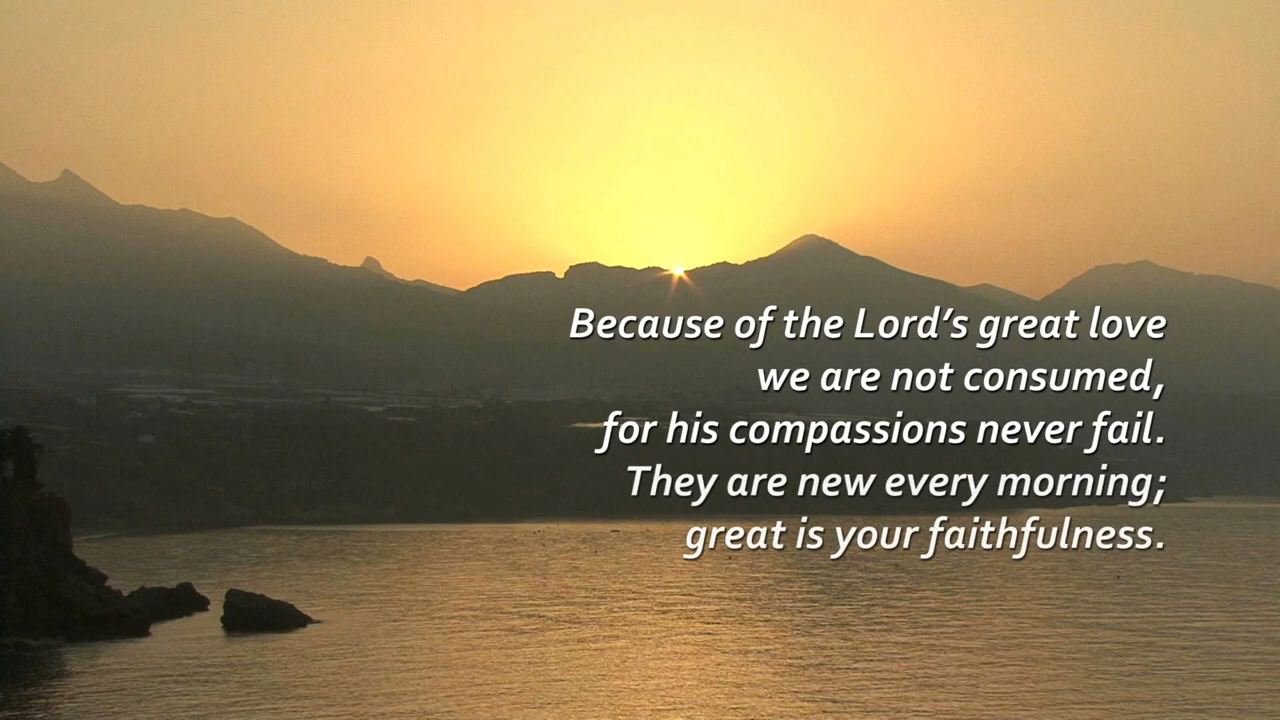 Because of the Lord’s great love
we are not consumed,
for his compassions never fail.
They are new every morning;
great is your faithfulness.